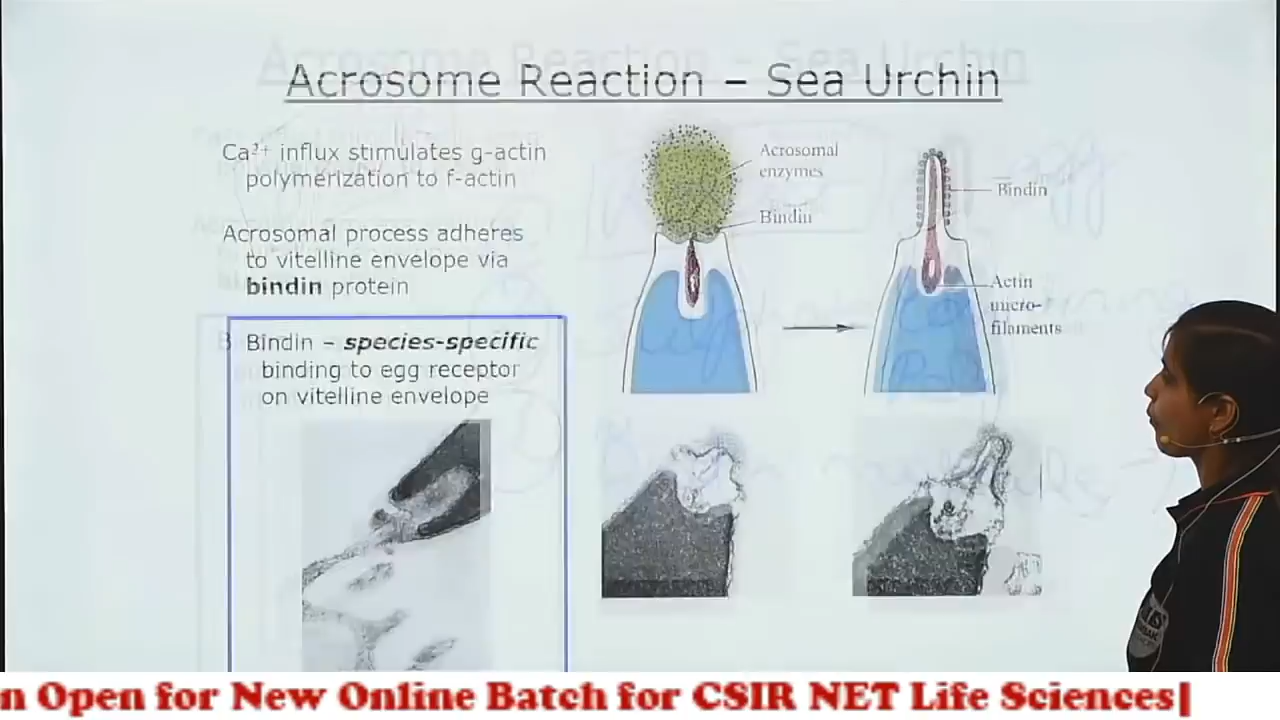 Acrosome Reaction – Sea Urchin
Ca²⁺ influx stimulates g-actin
polymerization to f-actin
Acrosomal process adheres
to vitelline envelope via
bindin protein
Bindin – species-specific
binding to egg receptor
on vitelline envelope
Acrosomal
enzymes
Bindin
Bindin
Actin
micro-
filaments
n Open for New Online Batch for CSIR NET Life Sciences|